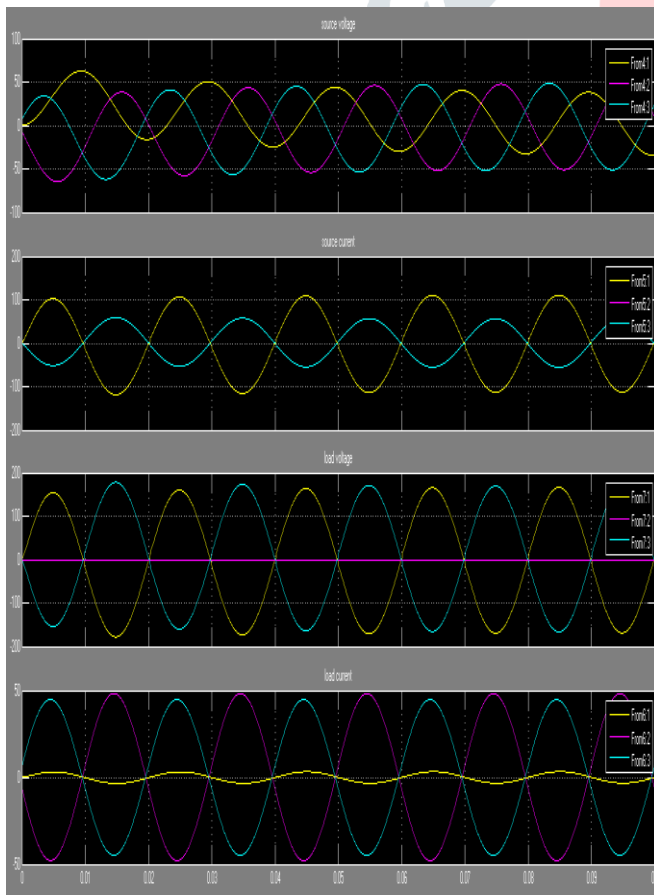 source voltage
100
50
0
-50
-100
From4:1
From4:2
From4:3
source current
200
100
0
-100
-200
From5:1
From5:2
From5:3
load voltage
200
100
0
-100
-200
From7:1
From7:2
From7:3
load current
50
0
-50
From6:1
From6:2
From6:3
0 0.01 0.02 0.03 0.04 0.05 0.06 0.07 0.08 0.09